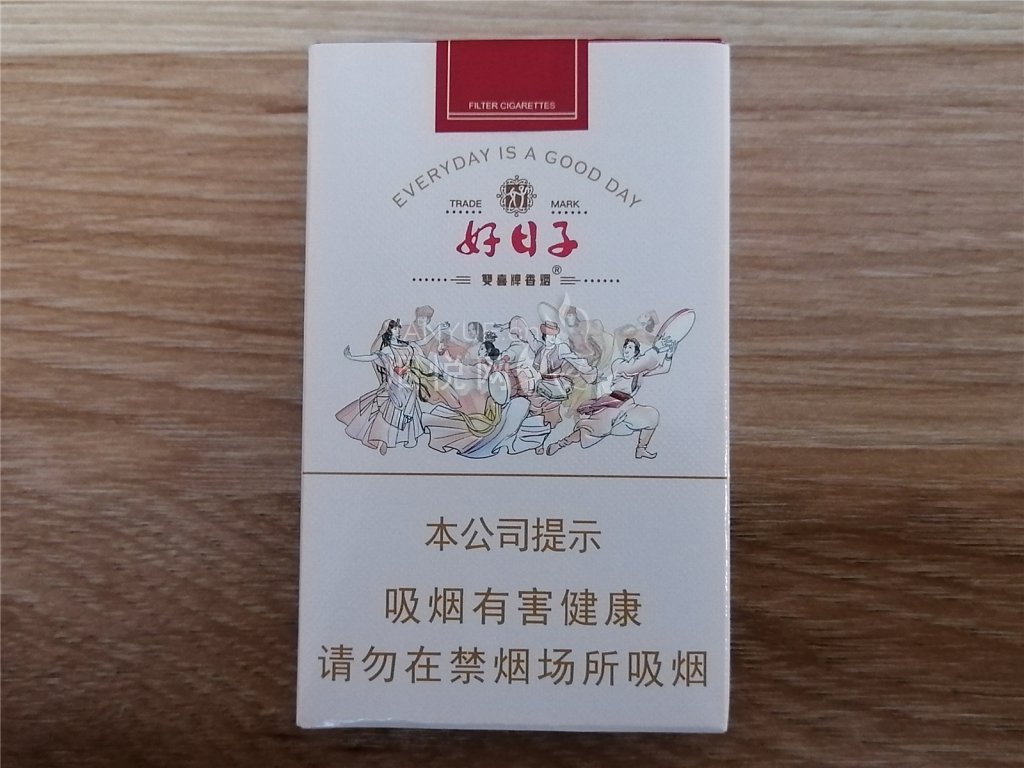 FILTER CIGARETTES
EVERYDAY IS A GOOD DAY
TRADE MARK
好日子
雙喜牌香烟®
本公司提示
吸烟有害健康
请勿在禁烟场所吸烟